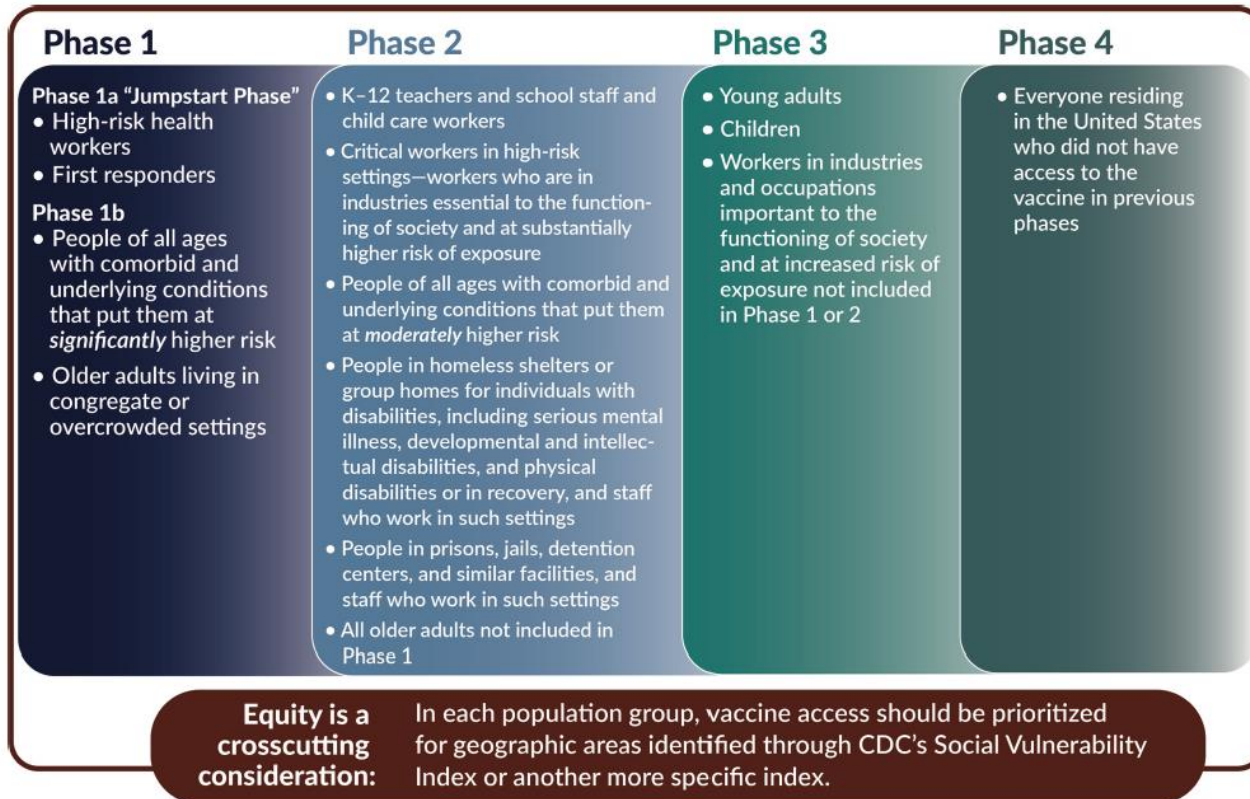 Phase 1
Phase 1a “Jumpstart Phase”
• High-risk health
workers
• First responders
Phase 1b
• People of all ages
with comorbid and
underlying conditions
that put them at
significantly higher risk
• Older adults living in
congregate or
overcrowded settings
Phase 2
• K–12 teachers and school staff and
child care workers
• Critical workers in high-risk
settings—workers who are in
industries essential to the function-
ing of society and at substantially
higher risk of exposure
• People of all ages with comorbid and
underlying conditions that put them
at moderately higher risk
• People in homeless shelters or
group homes for individuals with
disabilities, including serious mental
illness, developmental and intellec-
tual disabilities, and physical
disabilities or in recovery, and staff
who work in such settings
• People in prisons, jails, detention
centers, and similar facilities, and
staff who work in such settings
• All older adults not included in
Phase 1
Phase 3
• Young adults
• Children
• Workers in industries
and occupations
important to the
functioning of society
and at increased risk of
exposure not included
in Phase 1 or 2
Phase 4
• Everyone residing
in the United States
who did not have
access to the
vaccine in previous
phases
Equity is a
crosscutting
consideration:
In each population group, vaccine access should be prioritized
for geographic areas identified through CDC’s Social Vulnerability
Index or another more specific index.